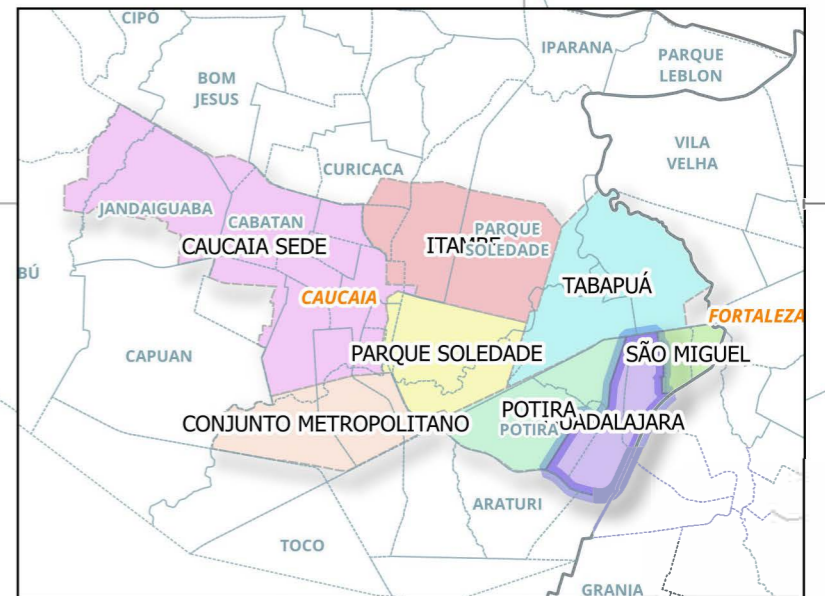 CIPÓ
IPARANA
PARQUE
LEBLON
BOM
JESUS
VILA
VELHA
CURICACA
JANDAIGUABA
CABATAN
PARQUE
SOLEDADE
CAUCAIA SEDE
TABAPUÁ
CAUCAIA
FORTALEZA
CAPUAN
PARQUE SOLEDADE
SÃO MIGUEL
POTIRA
CONJUNTO METROPOLITANO
POTIRA
ARATURI
TOCO
GRANJA